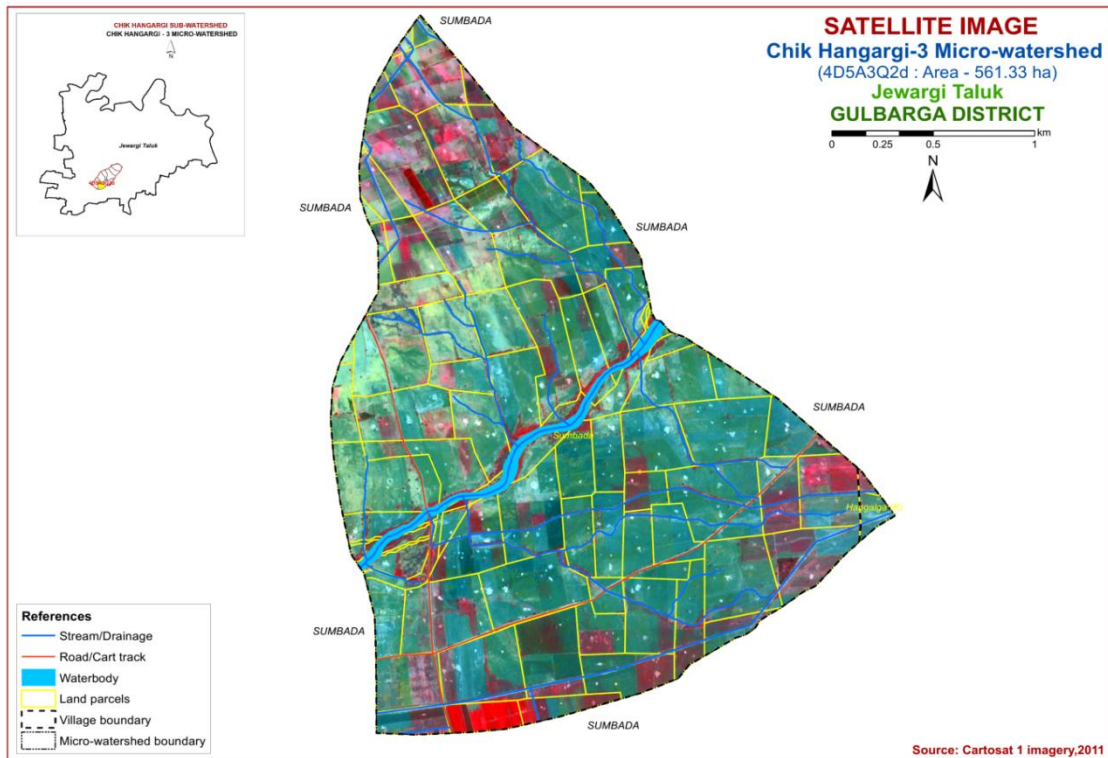 CHIK HANGARGI SUB-WATERSHED
CHIK HANGARGI - 3 MICRO-WATERSHED
N
Jewargi Taluk
SATELLITE IMAGE
Chik Hangargi-3 Micro-watershed
(4D5A3Q2d : Area - 561.33 ha)
Jewargi Taluk
GULBARGA DISTRICT
km
0 0.25 0.5 1
N
SUMBADA
SUMBADA
SUMBADA
SUMBADA
Sumbada
SUMBADA
SUMBADA
References
Stream/Drainage
Road/Cart track
Waterbody
Land parcels
Village boundary
Micro-watershed boundary
Source: Cartosat 1 imagery,2011